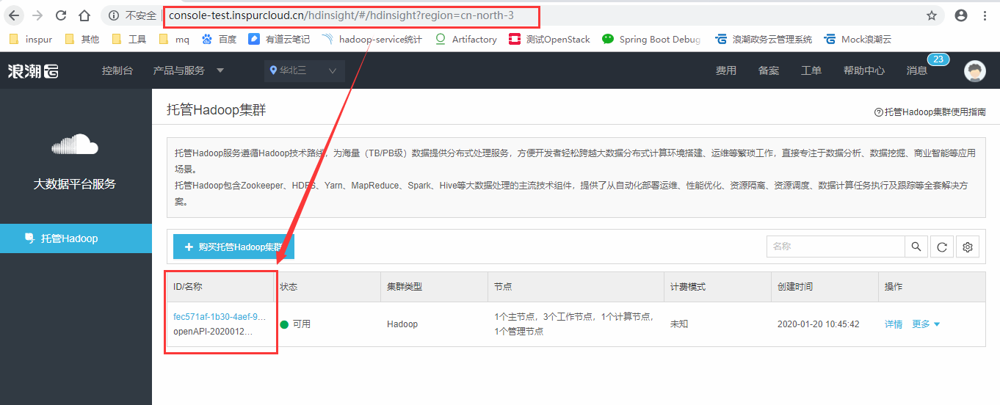 不安全 console-test.inspurcloud.cn/hdinsight/#/hdinsight?region=cn-north-3
inspur 其他 工具 mq 百度 有道云笔记 hadoop-service统计 Artifactory 测试OpenStack Spring Boot Debug 浪潮政务云管理系统 Mock浪潮云
浪潮云 控制台 产品与服务 华北三 费用 备案 工单 帮助中心 消息 23
大数据平台服务
托管Hadoop
托管Hadoop集群
托管Hadoop集群使用指南
托管Hadoop服务遵循Hadoop技术路线，为海量（TB/PB级）数据提供分布式处理服务，方便开发者轻松跨越大数据分布式计算环境搭建、运维等繁琐工作，直接专注于数据分析、数据挖掘、商业智能等应用
场景。
托管Hadoop包含Zookeeper、HDFS、Yarn、MapReduce、Spark、Hive等大数据处理的主流技术组件，提供了从自动化部署运维、性能优化、资源隔离、资源调度、数据计算任务执行及跟踪等全套解决方
案。
购买托管Hadoop集群
名称
ID/名称 状态 集群类型 节点 计费模式 创建时间 操作
fec571af-1b30-4aef-9...
openAPI-2020012...
可用 Hadoop
1个主节点，3个工作节点，1个计算节点，
1个管理节点
未知 2020-01-20 10:45:42 详情 更多